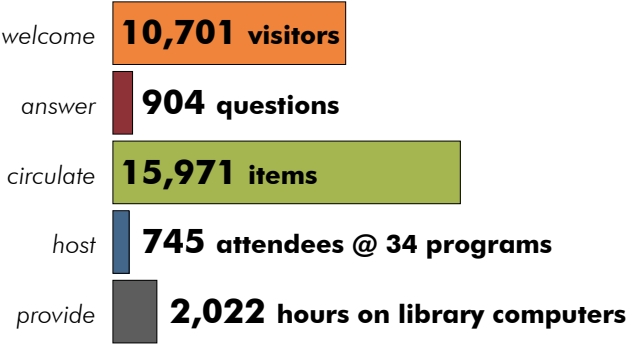 welcome 10,701 visitors
answer 904 questions
circulate 15,971 items
host 745 attendees @ 34 programs
provide 2,022 hours on library computers